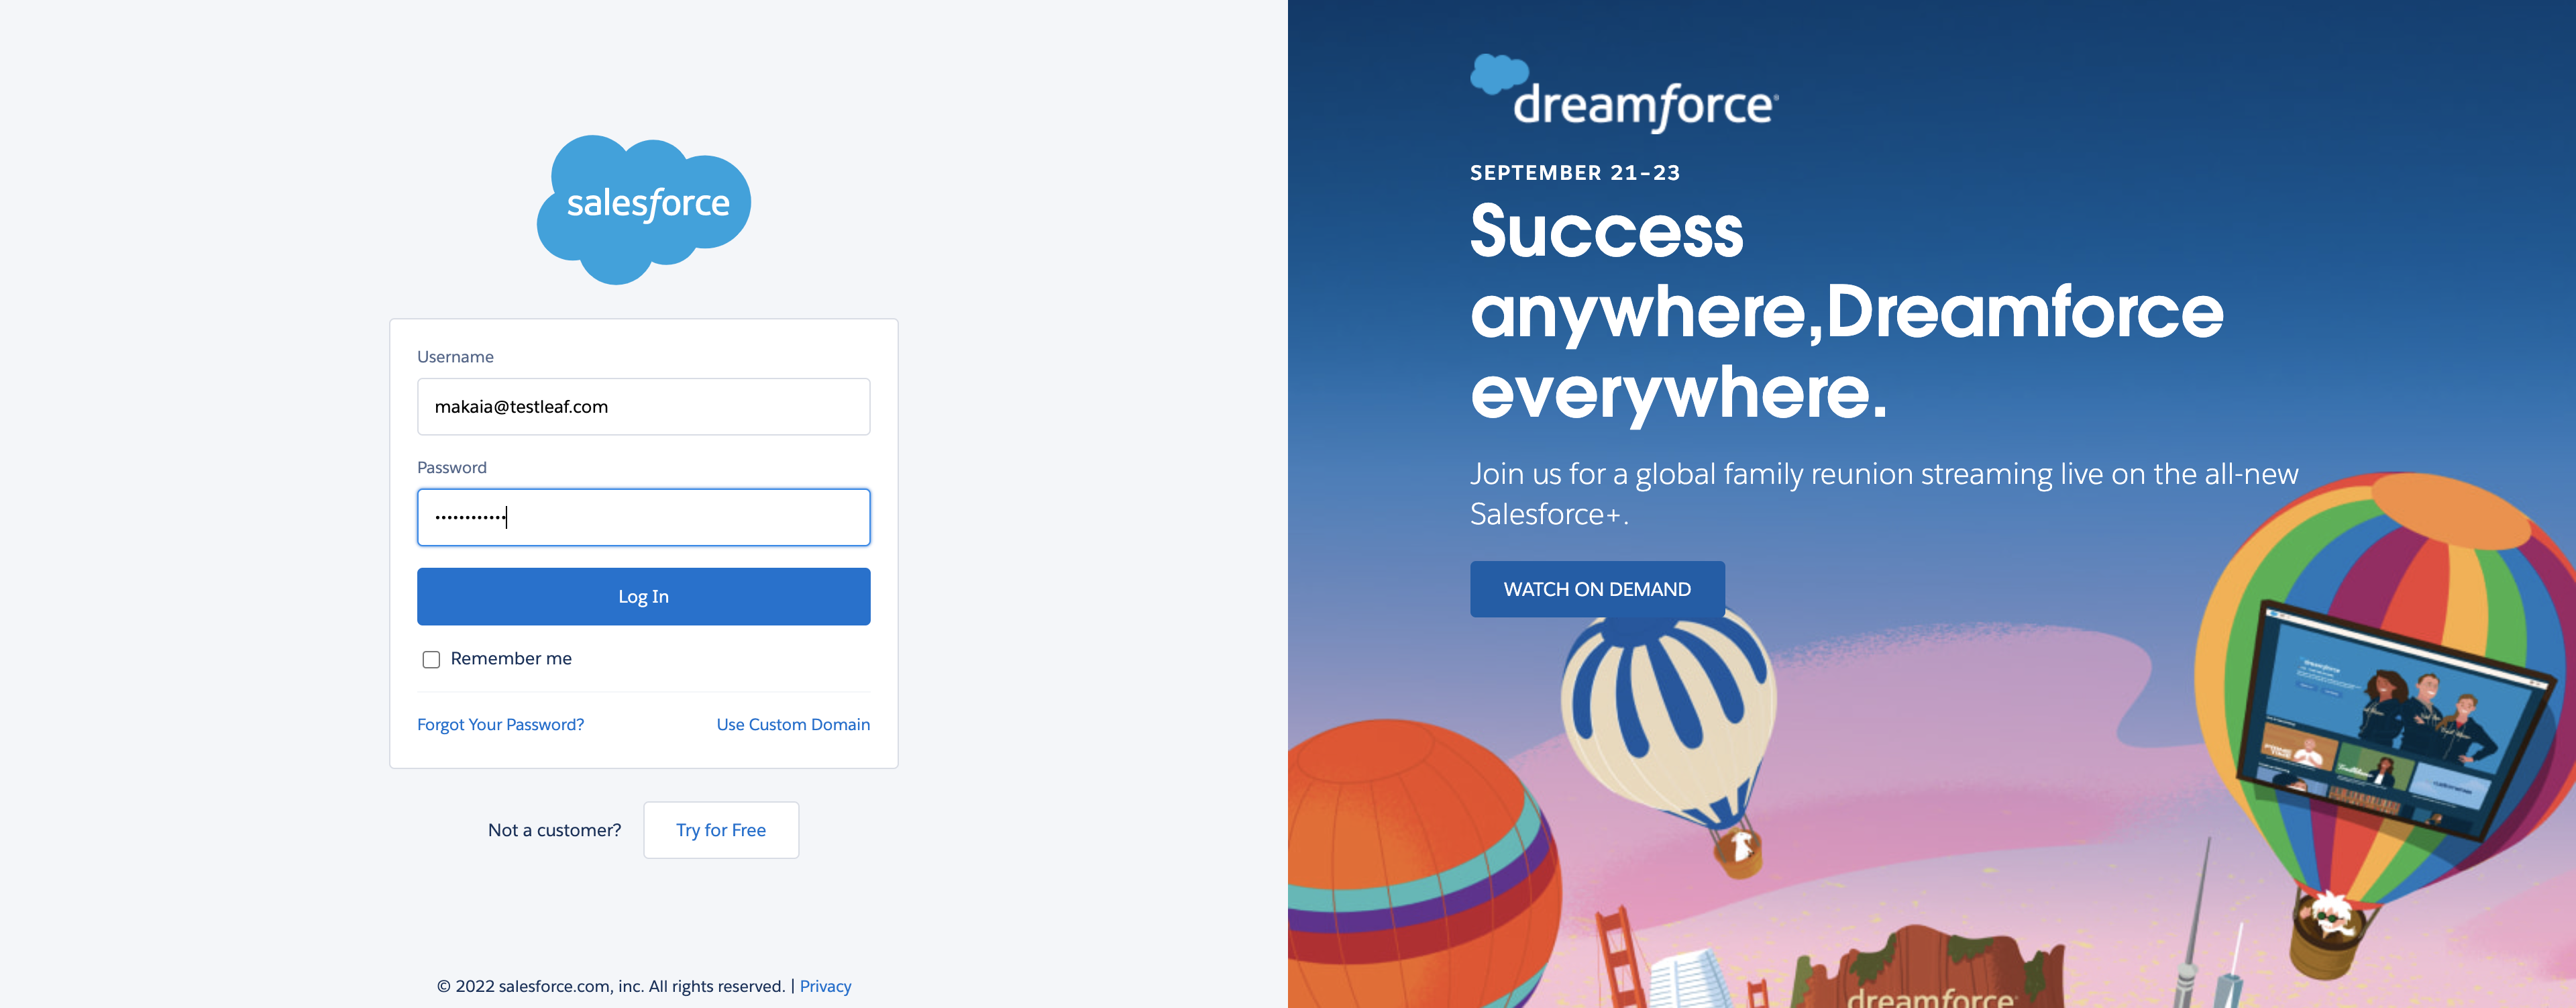 salesforce
Username
makaia@testleaf.com
Password
••••••••••••
Log In
Remember me
Forgot Your Password?
Use Custom Domain
Not a customer?
Try for Free
© 2022 salesforce.com, inc. All rights reserved. | Privacy
dreamforce
SEPTEMBER 21–23
Success
anywhere,Dreamforce
everywhere.
Join us for a global family reunion streaming live on the all-new
Salesforce+.
WATCH ON DEMAND
dreamforce
dreamforce